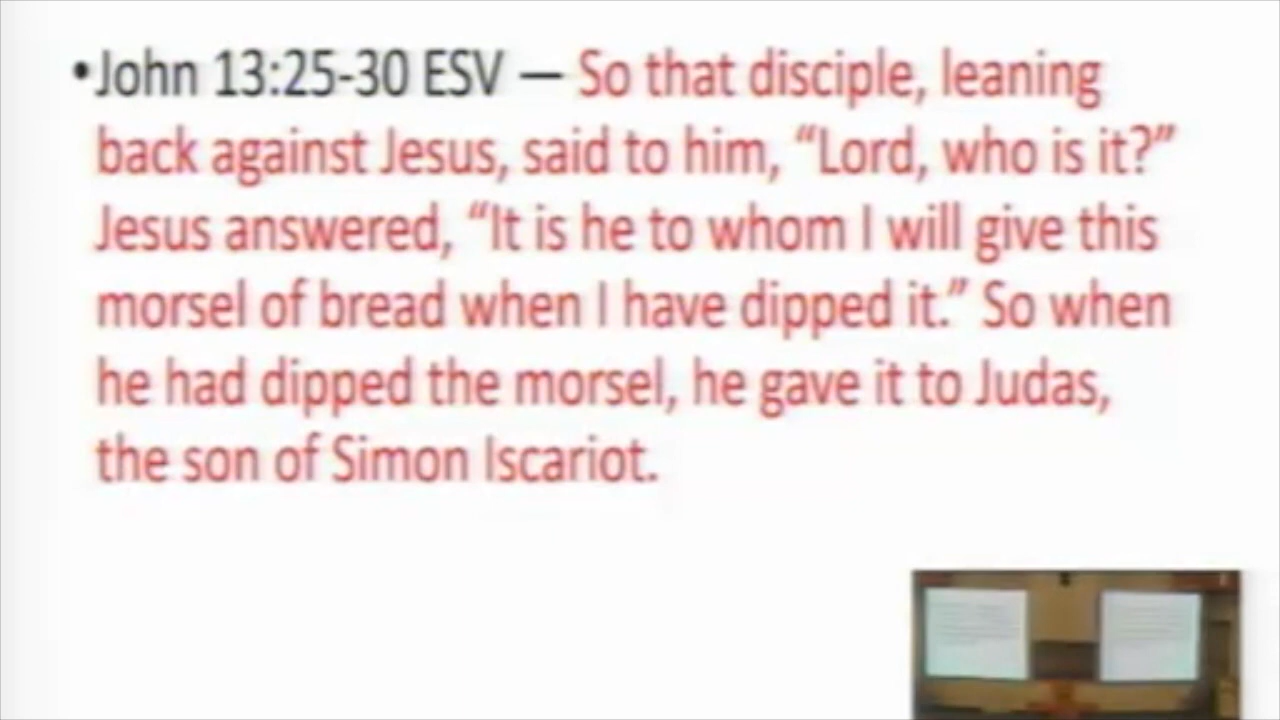 •John 13:25-30 ESV — So that disciple, leaning
back against Jesus, said to him, “Lord, who is it?”
Jesus answered, “It is he to whom I will give this
morsel of bread when I have dipped it.” So when
he had dipped the morsel, he gave it to Judas,
the son of Simon Iscariot.